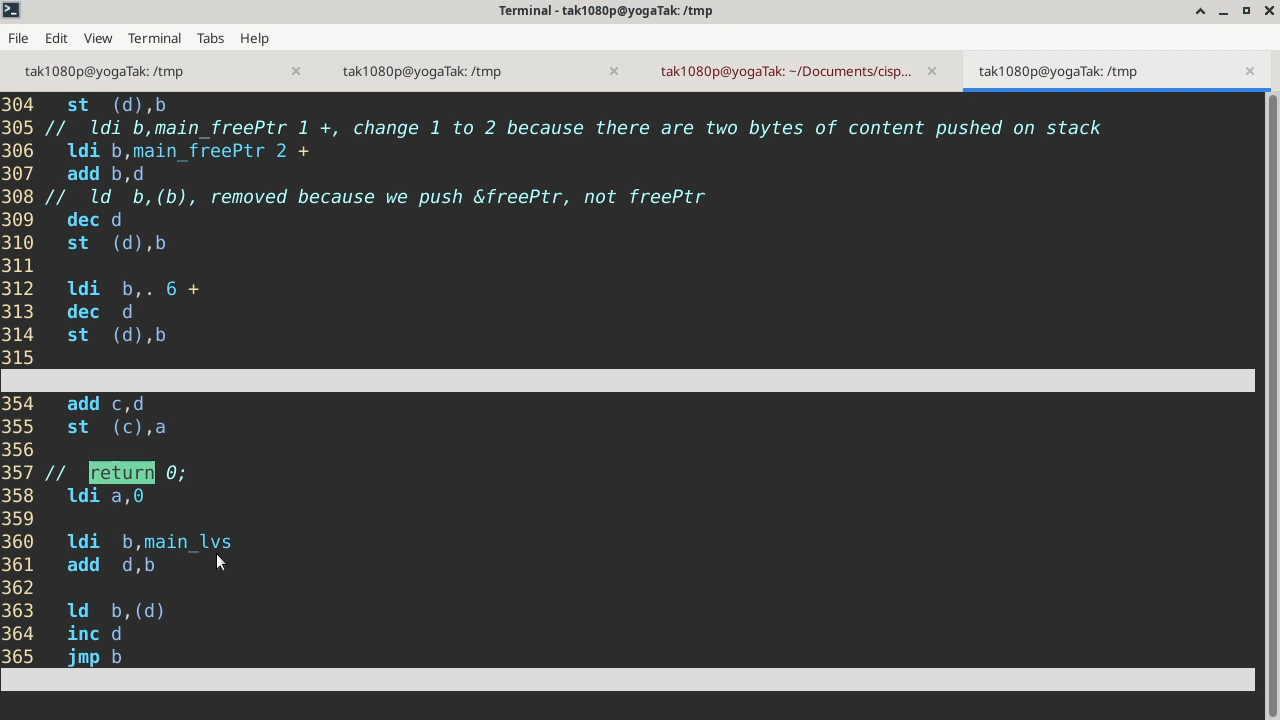 Terminal - tak1080p@yogaTak: /tmp
File Edit View Terminal Tabs Help
tak1080p@yogaTak: /tmp tak1080p@yogaTak: /tmp tak1080p@yogaTak: ~/Documents/cisp... tak1080p@yogaTak: /tmp
304 st (d),b
305 // ldi b,main_freePtr 1 +, change 1 to 2 because there are two bytes of content pushed on stack
306 ldi b,main_freePtr 2 +
307 add b,d
308 // ld b,(b), removed because we push &freePtr, not freePtr
309 dec d
310 st (d),b
311
312 ldi b,. 6 +
313 dec d
314 st (d),b
315
354 add c,d
355 st (c),a
356
357 // return 0;
358 ldi a,0
359
360 ldi b,main_lvs
361 add d,b
362
363 ld b,(d)
364 inc d
365 jmp b